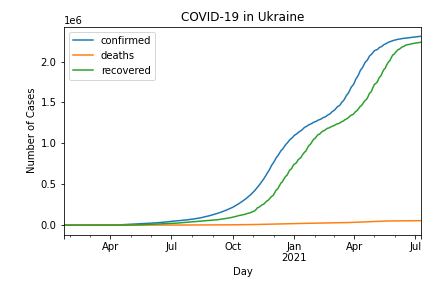 COVID-19 in Ukraine
1e6
confirmed
deaths
recovered
2.0
1.5
1.0
0.5
0.0
Number of Cases
Apr Jul Oct Jan Apr Jul
2021
Day